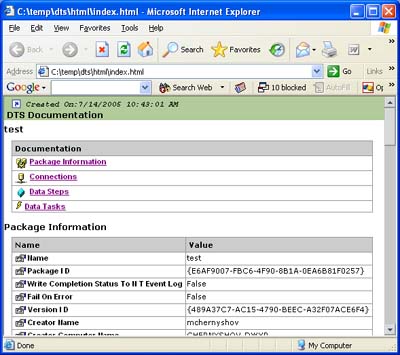 C:\temp\dts\html\index.html - Microsoft Internet Explorer
File Edit View Favorites Tools Help
Back Search Favorites
Address C:\temp\dts\html\index.html Go Links
Google Search Web 10 blocked AutoFill Op
Created On:7/14/2005 10:43:01 AM
DTS Documentation
test
Documentation
Package Information
Connections
Data Steps
Data Tasks
Package Information
Name Value
Name test
Package ID {E6AF9007-FBC6-4F90-8B1A-0EA6B81F0257}
Write Completion Status To N T Event Log False
Fail On Error False
Version ID {489A37C7-AC15-4790-BEEC-A32F07ACE6F4}
Creator Name mchernyshov
Creator Computer Name
Done My Computer